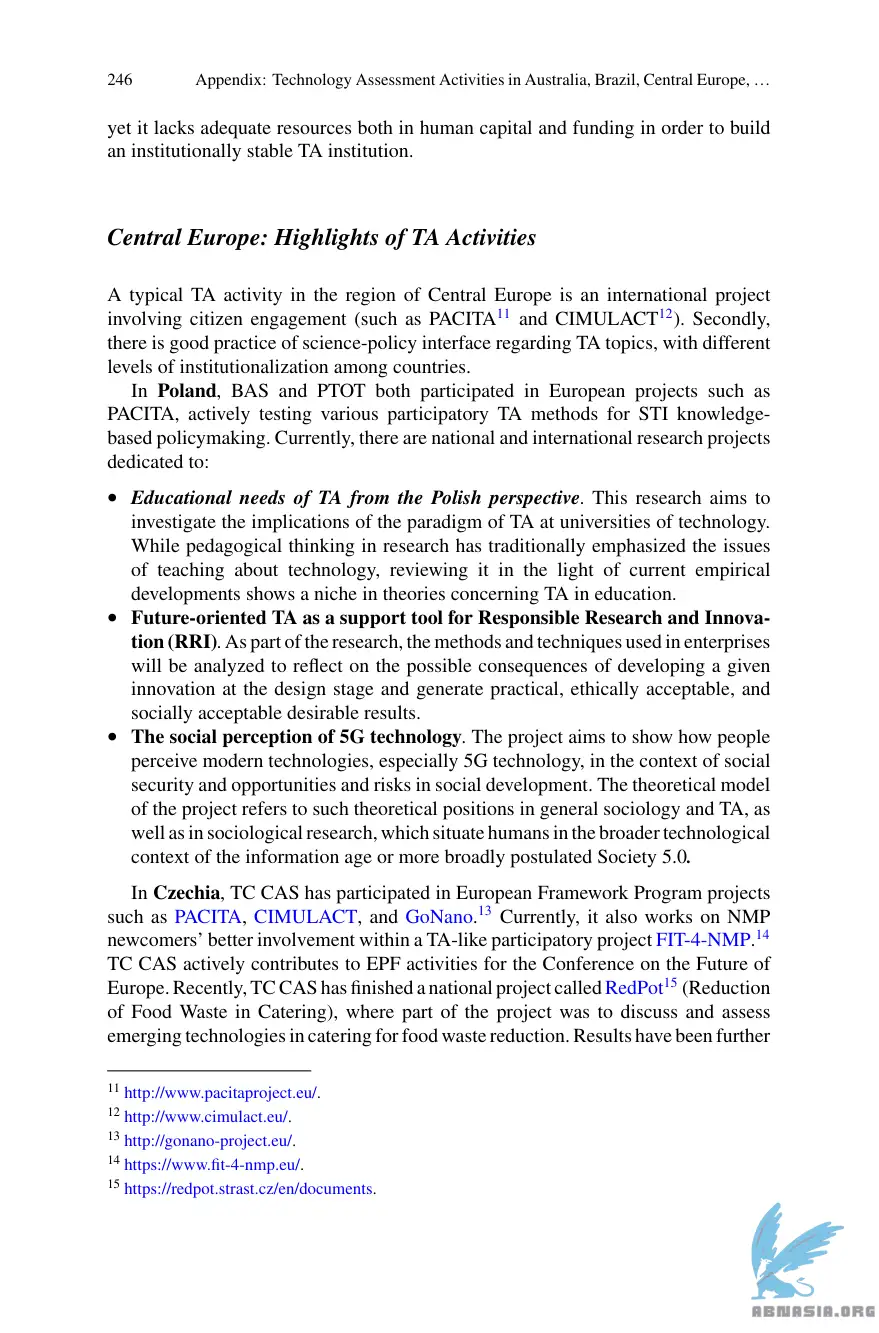 246 Appendix: Technology Assessment Activities in Australia, Brazil, Central Europe, …
yet it lacks adequate resources both in human capital and funding in order to build
an institutionally stable TA institution.
Central Europe: Highlights of TA Activities
A typical TA activity in the region of Central Europe is an international project
involving citizen engagement (such as PACITA11 and CIMULACT12). Secondly,
there is good practice of science-policy interface regarding TA topics, with different
levels of institutionalization among countries.
In Poland, BAS and PTOT both participated in European projects such as
PACITA, actively testing various participatory TA methods for STI knowledge-
based policymaking. Currently, there are national and international research projects
dedicated to:
• Educational needs of TA from the Polish perspective. This research aims to
investigate the implications of the paradigm of TA at universities of technology.
While pedagogical thinking in research has traditionally emphasized the issues
of teaching about technology, reviewing it in the light of current empirical
developments shows a niche in theories concerning TA in education.
• Future-oriented TA as a support tool for Responsible Research and Innova-
tion (RRI). As part of the research, the methods and techniques used in enterprises
will be analyzed to reflect on the possible consequences of developing a given
innovation at the design stage and generate practical, ethically acceptable, and
socially acceptable desirable results.
• The social perception of 5G technology. The project aims to show how people
perceive modern technologies, especially 5G technology, in the context of social
security and opportunities and risks in social development. The theoretical model
of the project refers to such theoretical positions in general sociology and TA, as
well as in sociological research, which situate humans in the broader technological
context of the information age or more broadly postulated Society 5.0.
In Czechia, TC CAS has participated in European Framework Program projects
such as PACITA, CIMULACT, and GoNano.13 Currently, it also works on NMP
newcomers' better involvement within a TA-like participatory project FIT-4-NMP.14
TC CAS actively contributes to EPF activities for the Conference on the Future of
Europe. Recently, TC CAS has finished a national project called RedPot15 (Reduction
of Food Waste in Catering), where part of the project was to discuss and assess
emerging technologies in catering for food waste reduction. Results have been further
11 http://www.pacitaproject.eu/.
12 http://www.cimulact.eu/.
13 http://gonano-project.eu/.
14 https://www.fit-4-nmp.eu/.
15 https://redpot.strast.cz/en/documents.
ABNASIA.ORG